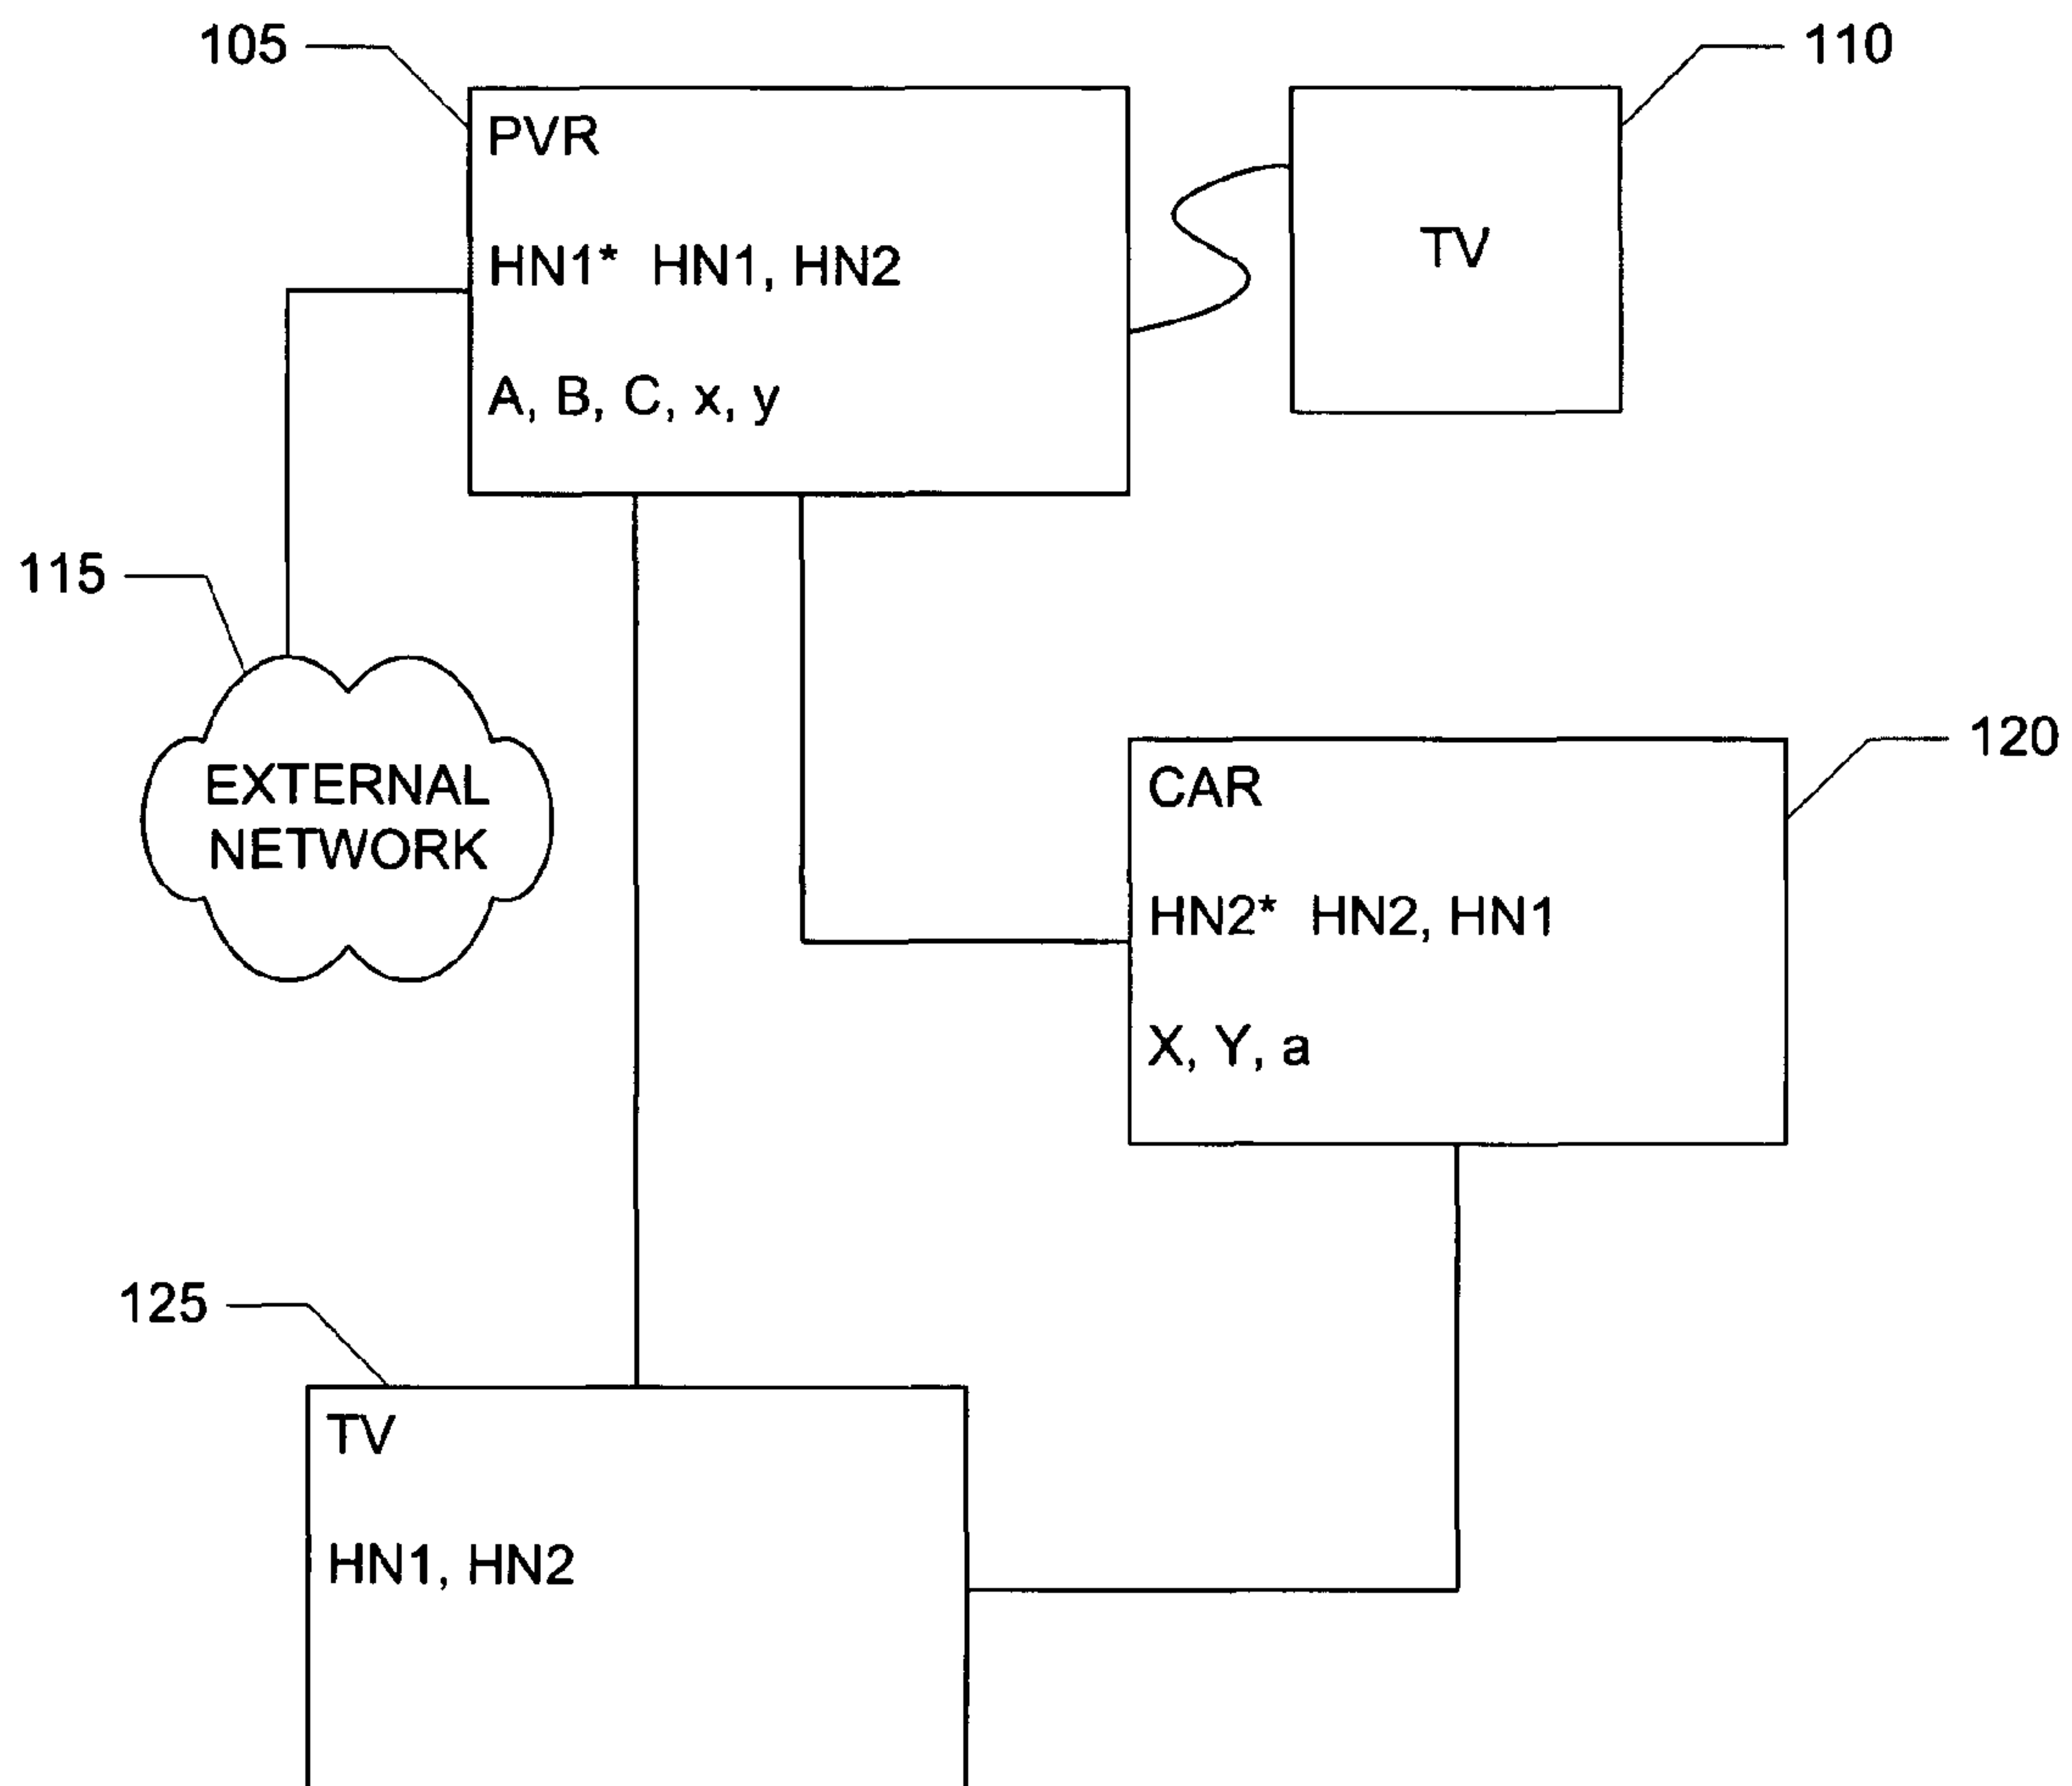 105
110
PVR
HN1* HN1, HN2
A, B, C, x, y
TV
115
EXTERNAL
NETWORK
120
CAR
HN2* HN2, HN1
X, Y, a
125
TV
HN1, HN2